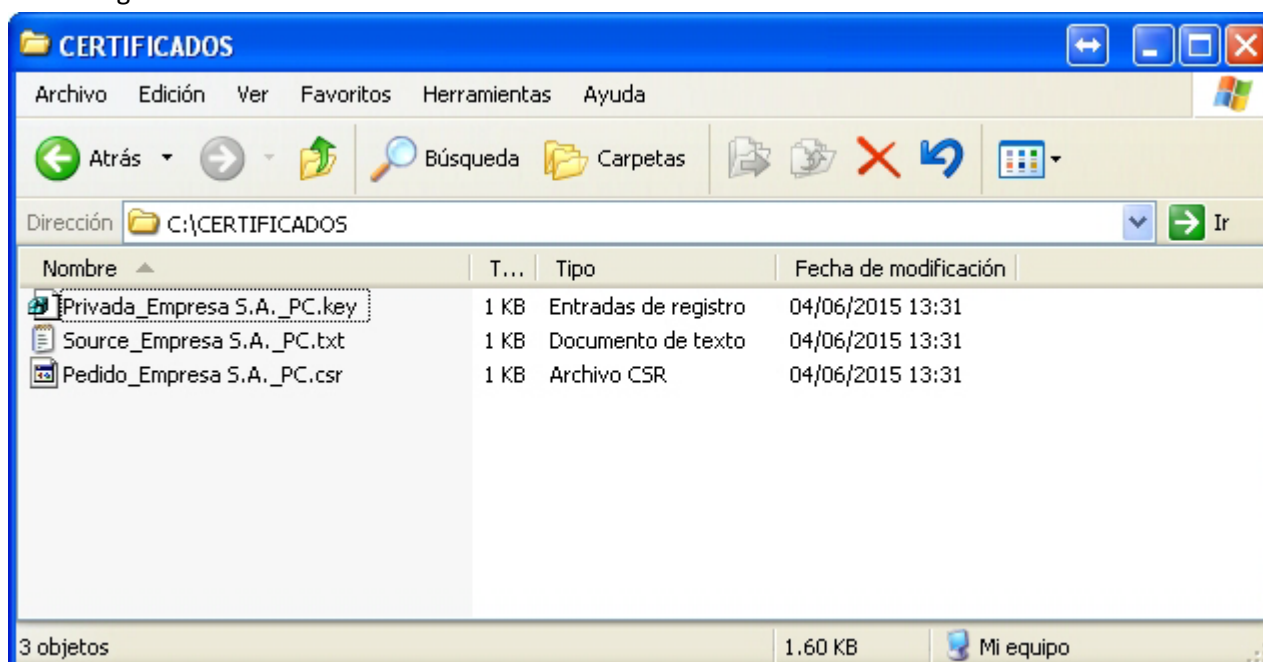 CERTIFICADOS
Archivo Edición Ver Favoritos Herramientas Ayuda
Atrás Búsqueda Carpetas
Dirección C:\CERTIFICADOS Ir
Nombre T... Tipo Fecha de modificación
Privada_Empresa S.A._PC.key 1 KB Entradas de registro 04/06/2015 13:31
Source_Empresa S.A._PC.txt 1 KB Documento de texto 04/06/2015 13:31
Pedido_Empresa S.A._PC.csr 1 KB Archivo CSR 04/06/2015 13:31
3 objetos 1.60 KB Mi equipo